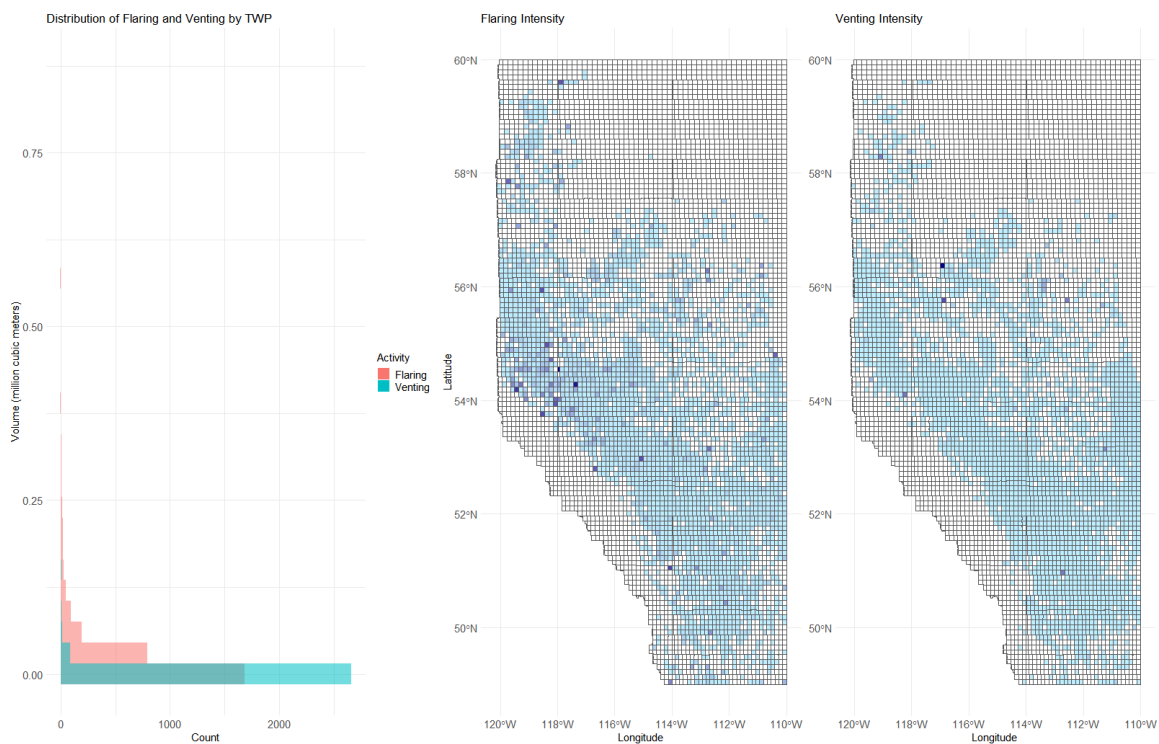 Distribution of Flaring and Venting by TWP
Volume (million cubic meters)
0.75
0.50
0.25
0.00
0
1000
2000
Count
Activity
Flaring
Venting
Flaring Intensity
Latitude
60°N
58°N
56°N
54°N
52°N
50°N
120°W
118°W
116°W
114°W
112°W
110°W
Longitude
Venting Intensity
60°N
58°N
56°N
54°N
52°N
50°N
120°W
118°W
116°W
114°W
112°W
110°W
Longitude